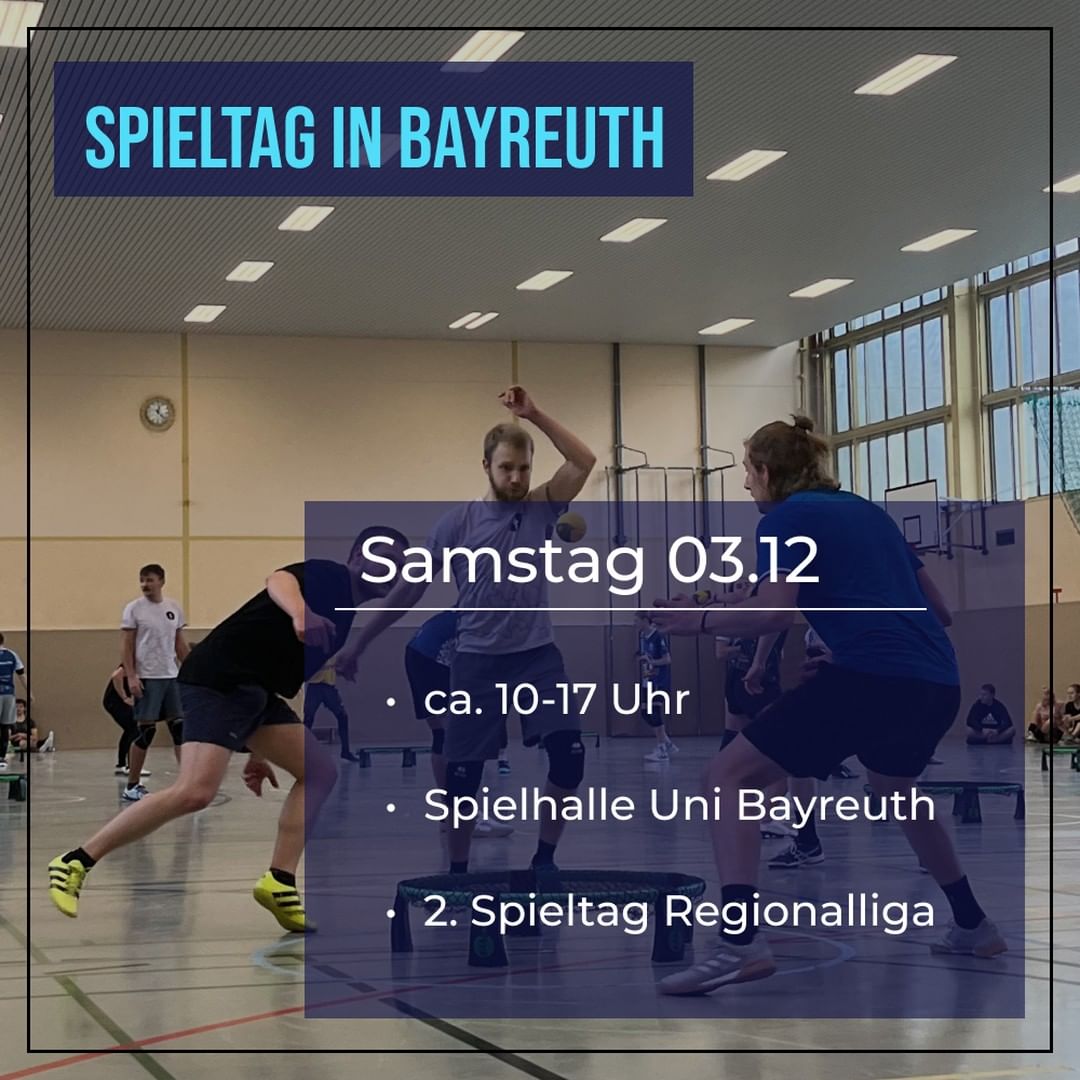 SPIELTAG IN BAYREUTH
Samstag 03.12
• ca. 10-17 Uhr
• Spielhalle Uni Bayreuth
• 2. Spieltag Regionalliga